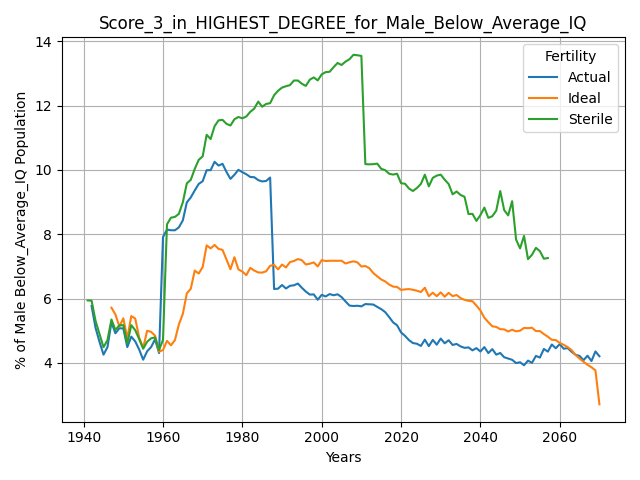 Score_3_in_HIGHEST_DEGREE_for_Male_Below_Average_IQ
% of Male Below_Average_IQ Population
14
12
10
8
6
4
Fertility
Actual
Ideal
Sterile
1940 1960 1980 2000 2020 2040 2060
Years